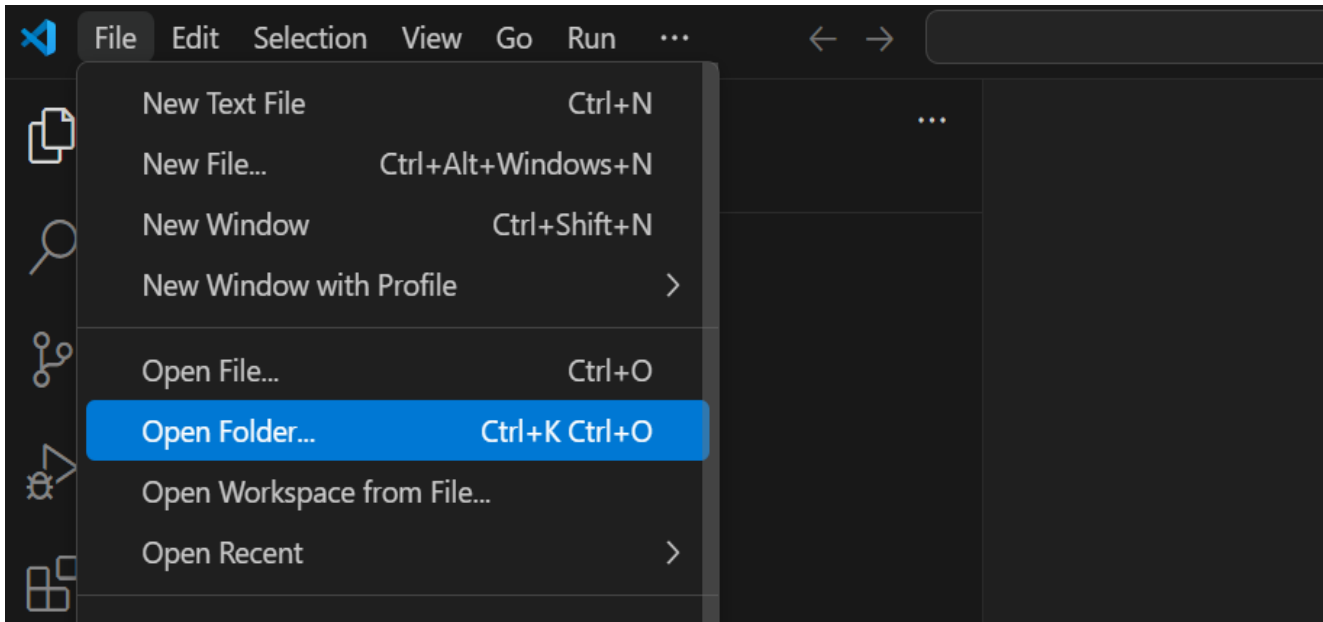 File Edit Selection View Go Run ...
New Text File Ctrl+N
New File... Ctrl+Alt+Windows+N
New Window Ctrl+Shift+N
New Window with Profile
Open File... Ctrl+O
Open Folder... Ctrl+K Ctrl+O
Open Workspace from File...
Open Recent